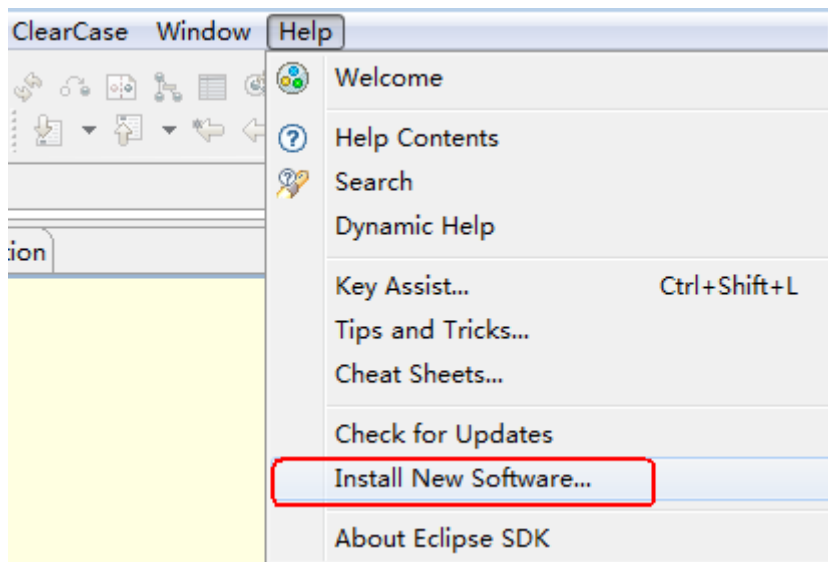 ClearCase Window Help
Welcome
Help Contents
Search
Dynamic Help
tion
Key Assist... Ctrl+Shift+L
Tips and Tricks...
Cheat Sheets...
Check for Updates
Install New Software...
About Eclipse SDK